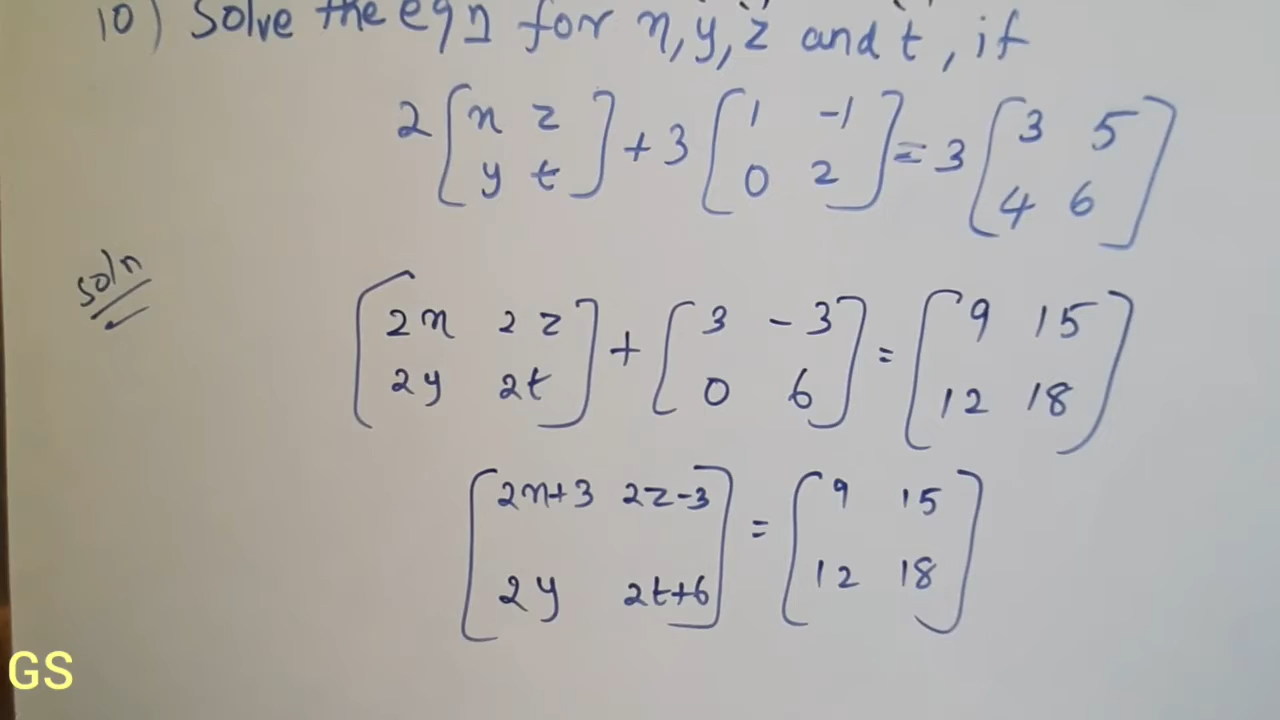 10) Solve the eqn for x, y, z and t, if
2 [x z] + 3 [1 -1] = 3 [3 5]
[y t] [0 2] [4 6]
Soln
[2x 2z] + [3 -3] = [9 15]
[2y 2t] [0 6] [12 18]
[2x+3 2z-3] = [9 15]
[2y 2t+6] [12 18]
GS